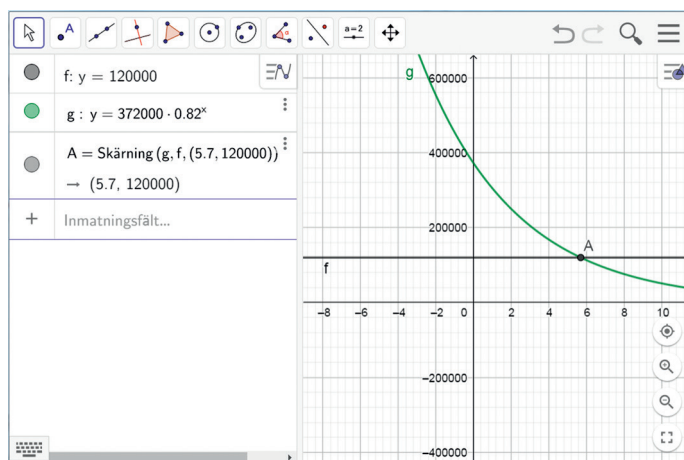 a=2
f: y = 120000
g : y = 372000 · 0.82ˣ
A = Skärning (g, f, (5.7, 120000))
→ (5.7, 120000)
+ Inmatningsfält...
g
600000
400000
200000
A
f
−8 −6 −4 −2 0 2 4 6 8 10
−200000
−400000